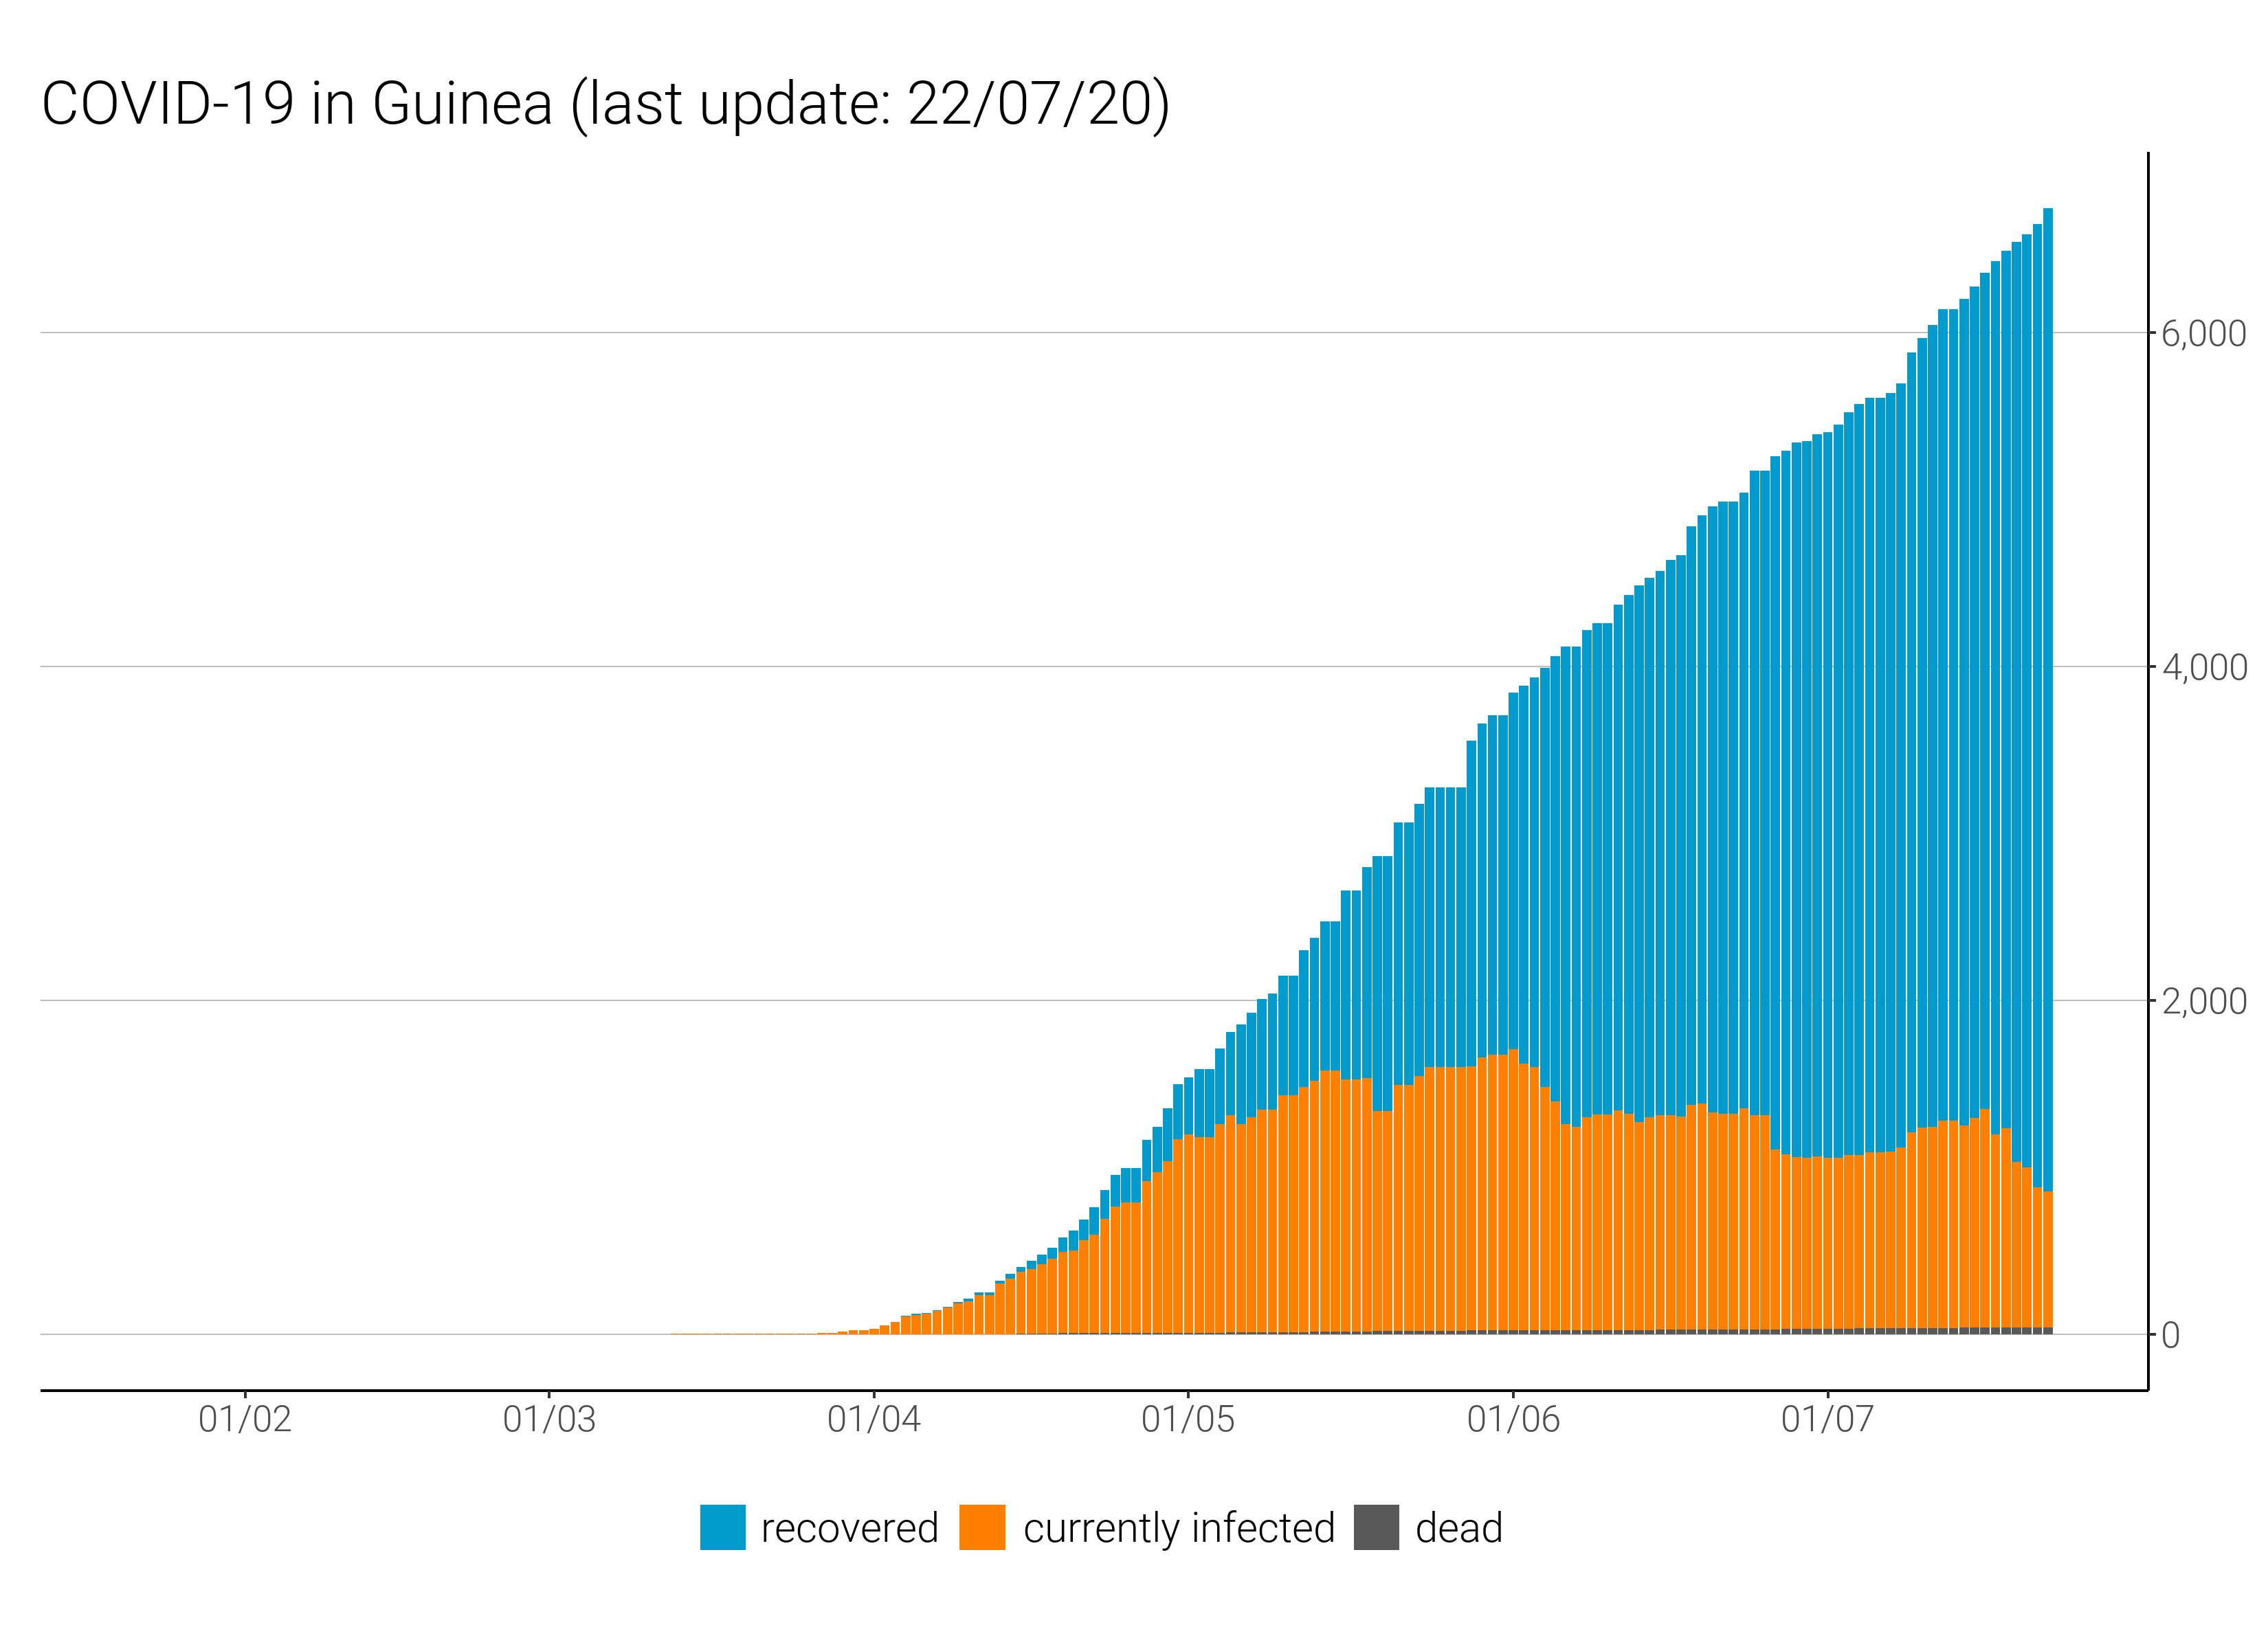 COVID-19 in Guinea (last update: 22/07/20)
6,000
4,000
2,000
0
01/02 01/03 01/04 01/05 01/06 01/07
recovered currently infected dead